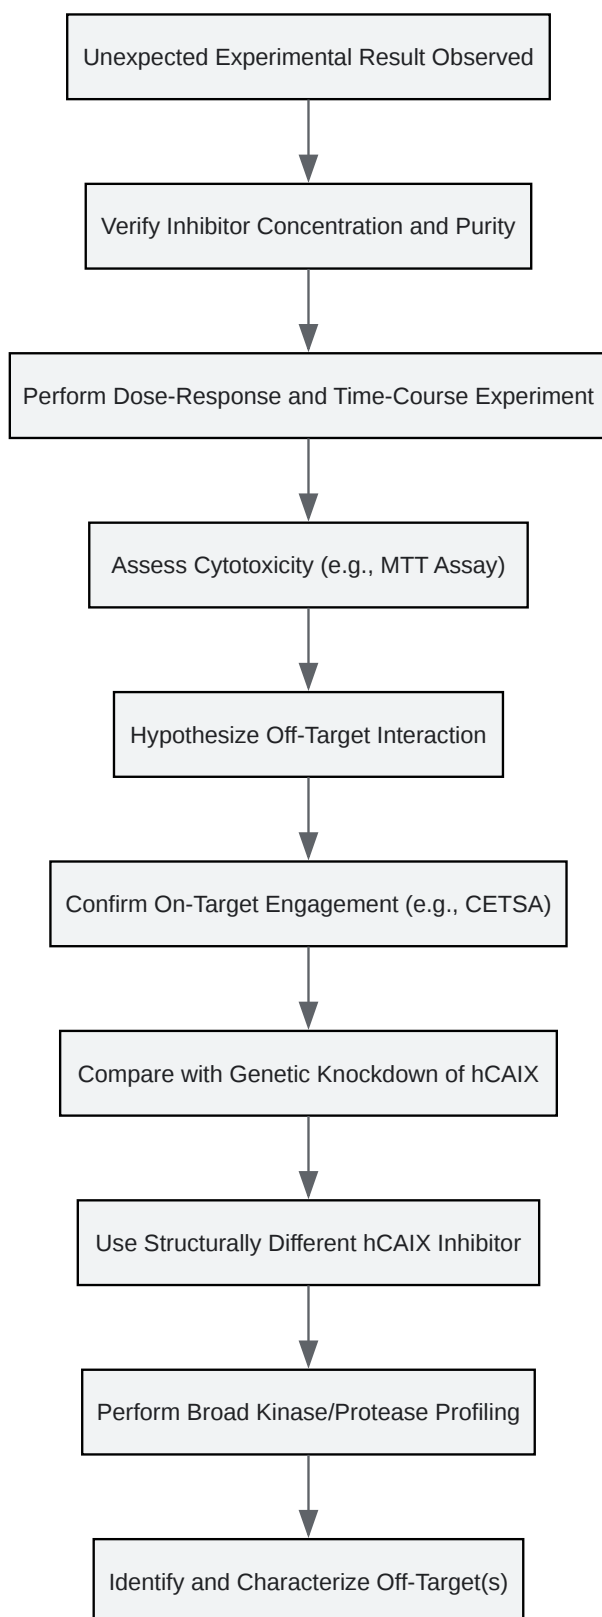 Unexpected Experimental Result Observed
Verify Inhibitor Concentration and Purity
Perform Dose-Response and Time-Course Experiment
Assess Cytotoxicity (e.g., MTT Assay)
Hypothesize Off-Target Interaction
Confirm On-Target Engagement (e.g., CETSA)
Compare with Genetic Knockdown of hCAIX
Use Structurally Different hCAIX Inhibitor
Perform Broad Kinase/Protease Profiling
Identify and Characterize Off-Target(s)